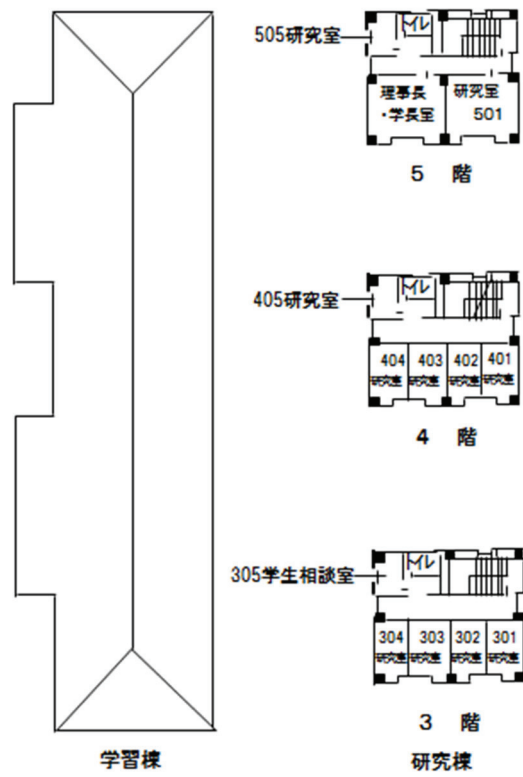 505研究室
トイレ
理事長
・学長室
研究室
501
5 階
405研究室
トイレ
404
研究室
403
研究室
402
研究室
401
研究室
4 階
305学生相談室
トイレ
304
研究室
303
研究室
302
研究室
301
研究室
3 階
学習棟
研究棟